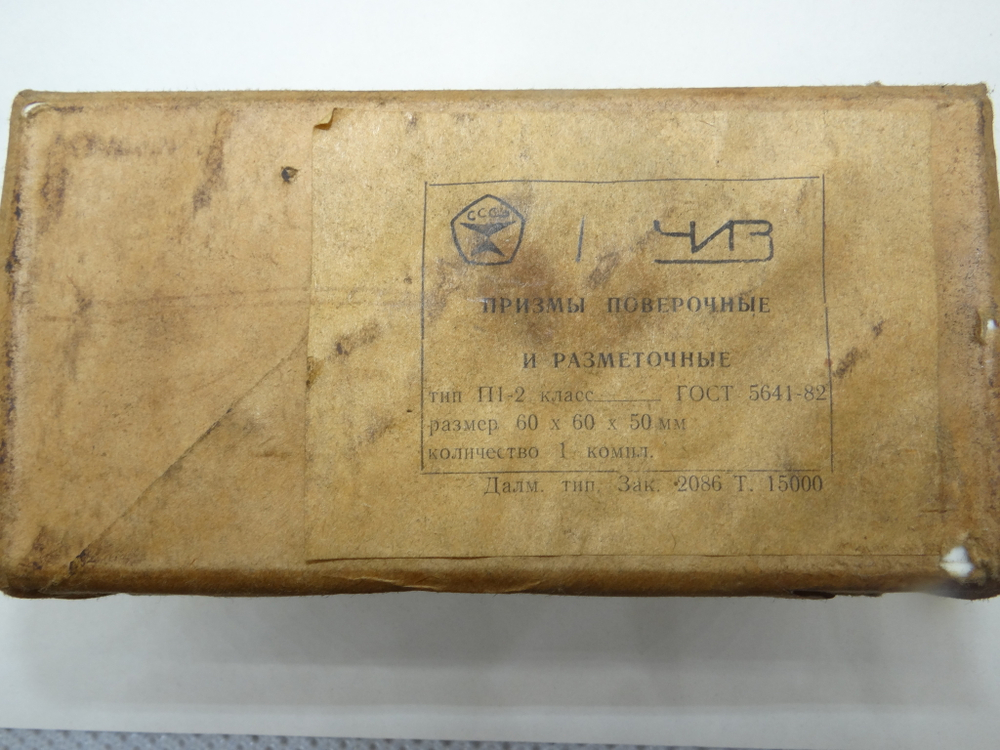 СССР ЧИЗ
ПРИЗМЫ ПОВЕРОЧНЫЕ
И РАЗМЕТОЧНЫЕ
тип П1-2 класс______ ГОСТ 5641-82
размер 60 х 60 х 50 мм
количество 1 компл.
Далм. тип. Зак. 2086 Т. 15000